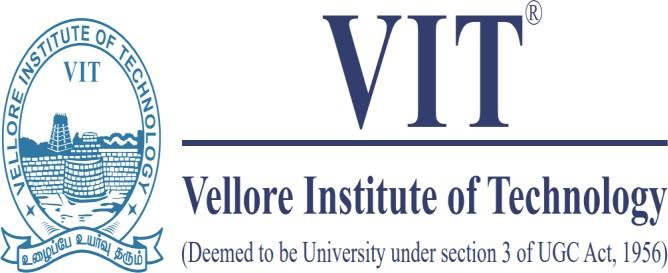 VELLORE INSTITUTE OF TECHNOLOGY
VIT
உழைப்பே உயர்வு தரும்
VIT®
Vellore Institute of Technology
(Deemed to be University under section 3 of UGC Act, 1956)